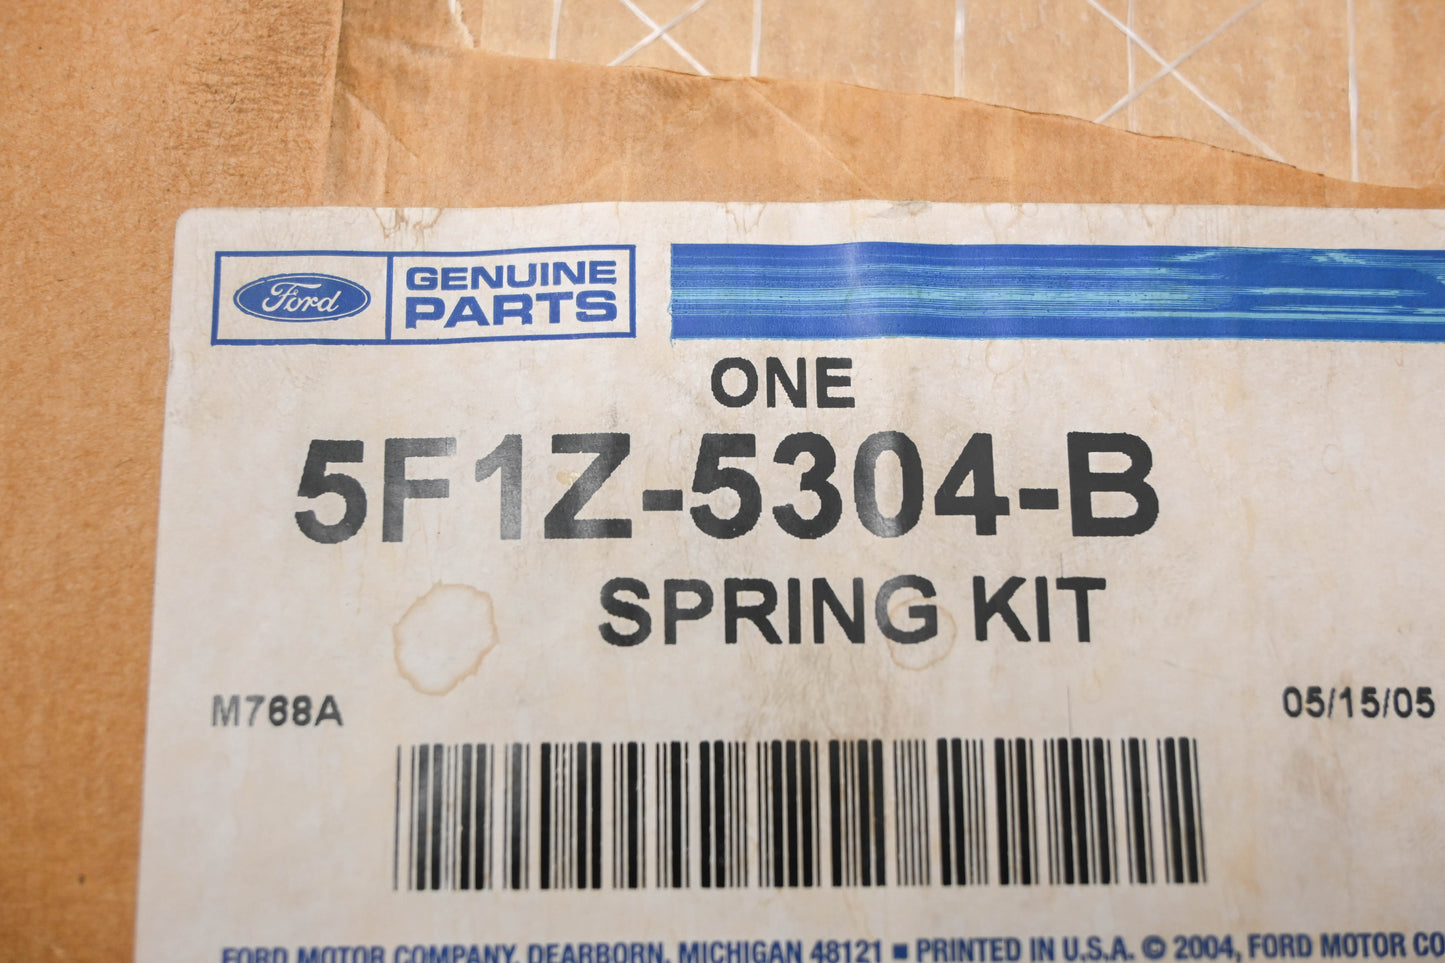 Ford GENUINE
PARTS
ONE
5F1Z-5304-B
SPRING KIT
M768A 05/15/05
FORD MOTOR COMPANY, DEARBORN, MICHIGAN 48121 ■ PRINTED IN U.S.A. © 2004, FORD MOTOR CO